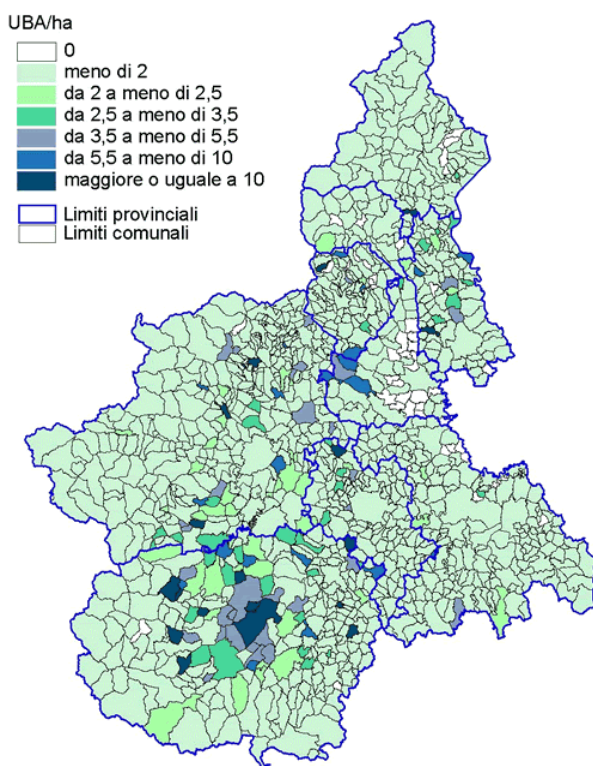 UBA/ha
0
meno di 2
da 2 a meno di 2,5
da 2,5 a meno di 3,5
da 3,5 a meno di 5,5
da 5,5 a meno di 10
maggiore o uguale a 10
Limiti provinciali
Limiti comunali